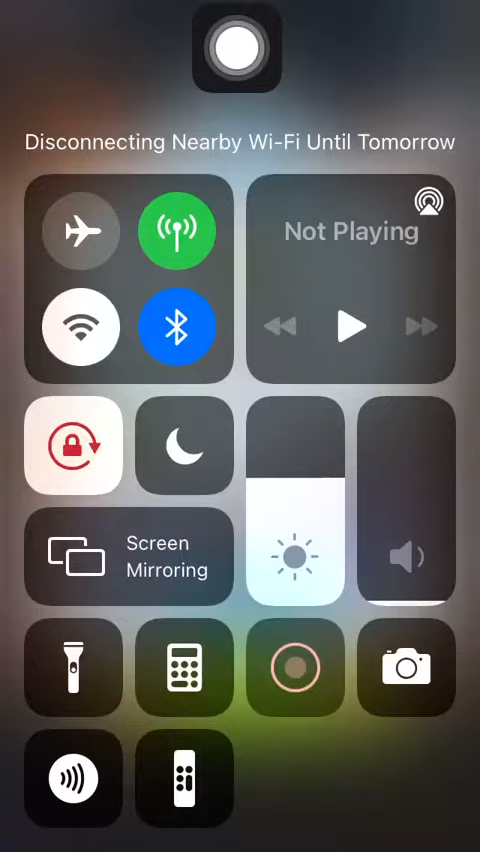 Disconnecting Nearby Wi-Fi Until Tomorrow
Not Playing
Screen
Mirroring